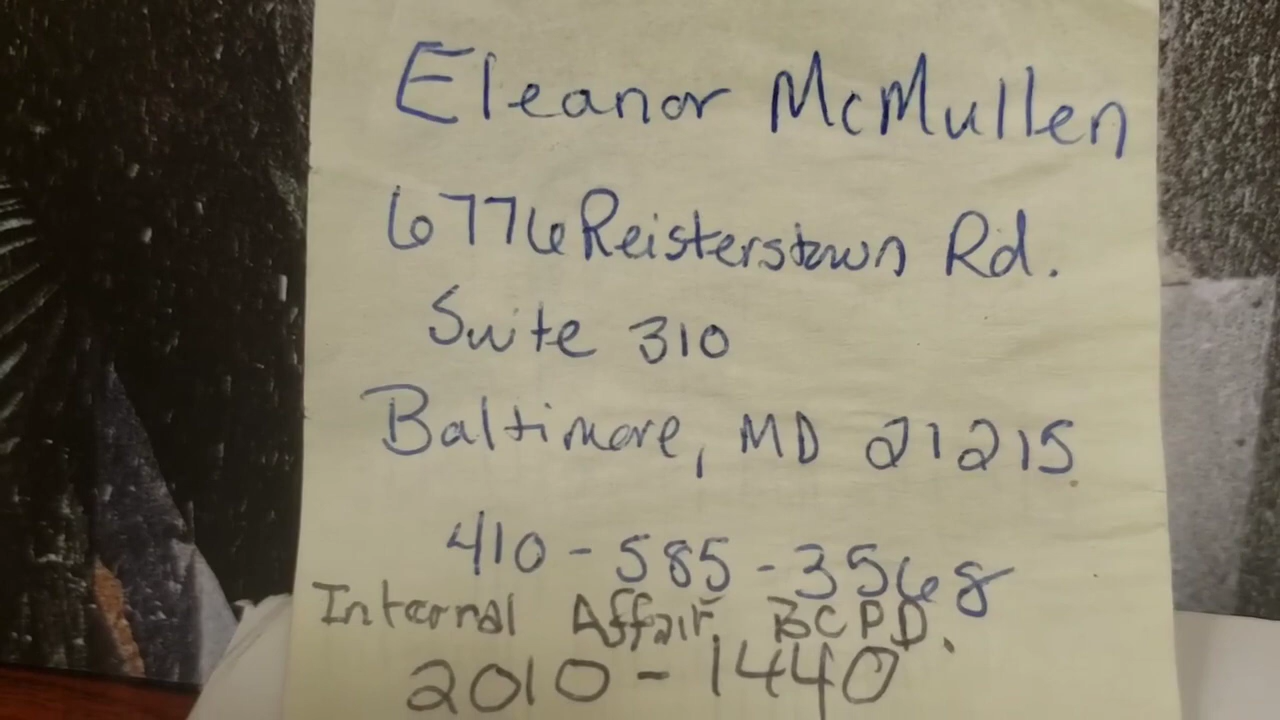 Eleanor McMullen
6776 Reisterstown Rd.
Suite 310
Baltimore, MD 21215
410-585-3568
Internal Affair BCPD.
2010-1440